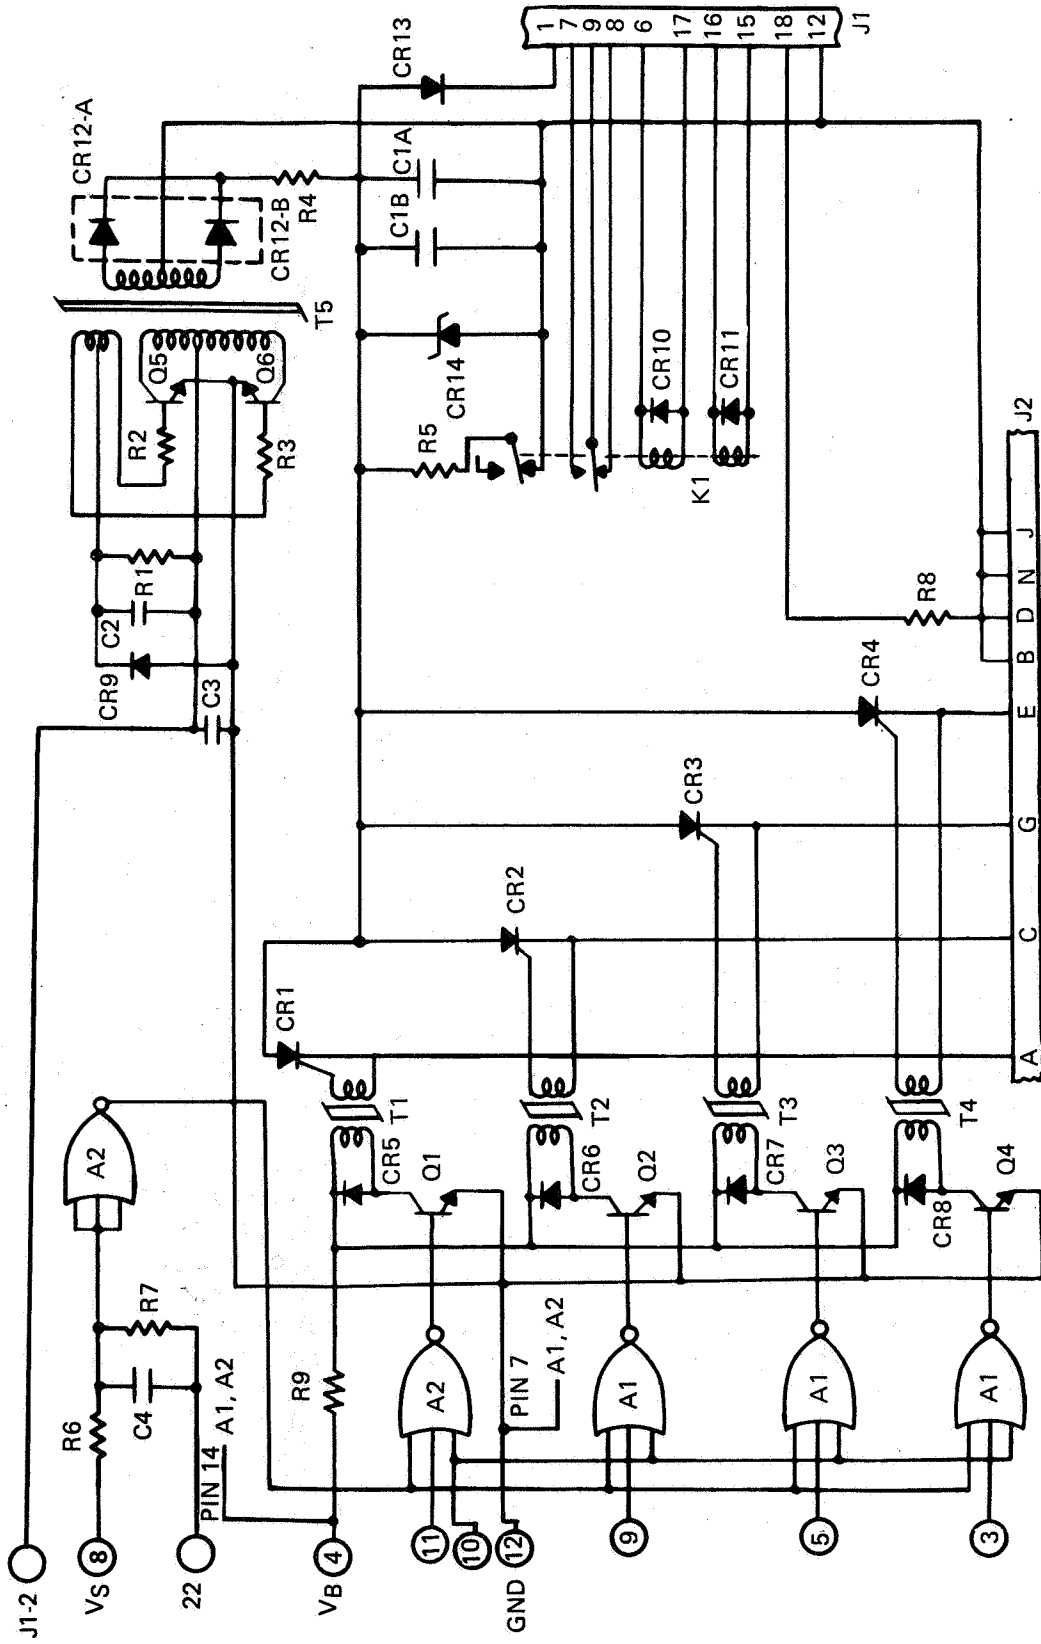 J1-2
VS
8
22
VB
4
11
10
GND
12
9
5
3
R6
C4
R7
PIN 14
A1, A2
R9
A2
A2
PIN 7
A1, A2
A1
A1
A1
CR5
Q1
T1
CR1
CR6
Q2
T2
CR2
CR7
Q3
T3
CR3
CR8
Q4
T4
CR4
C3
CR9
C2
R1
R2
R3
Q5
Q6
T5
CR12-A
CR12-B
R4
CR13
C1A
C1B
CR14
R5
K1
CR10
CR11
R8
J1
1
7
9
8
6
17
16
15
18
12
J2
A
C
G
E
B
D
N
J